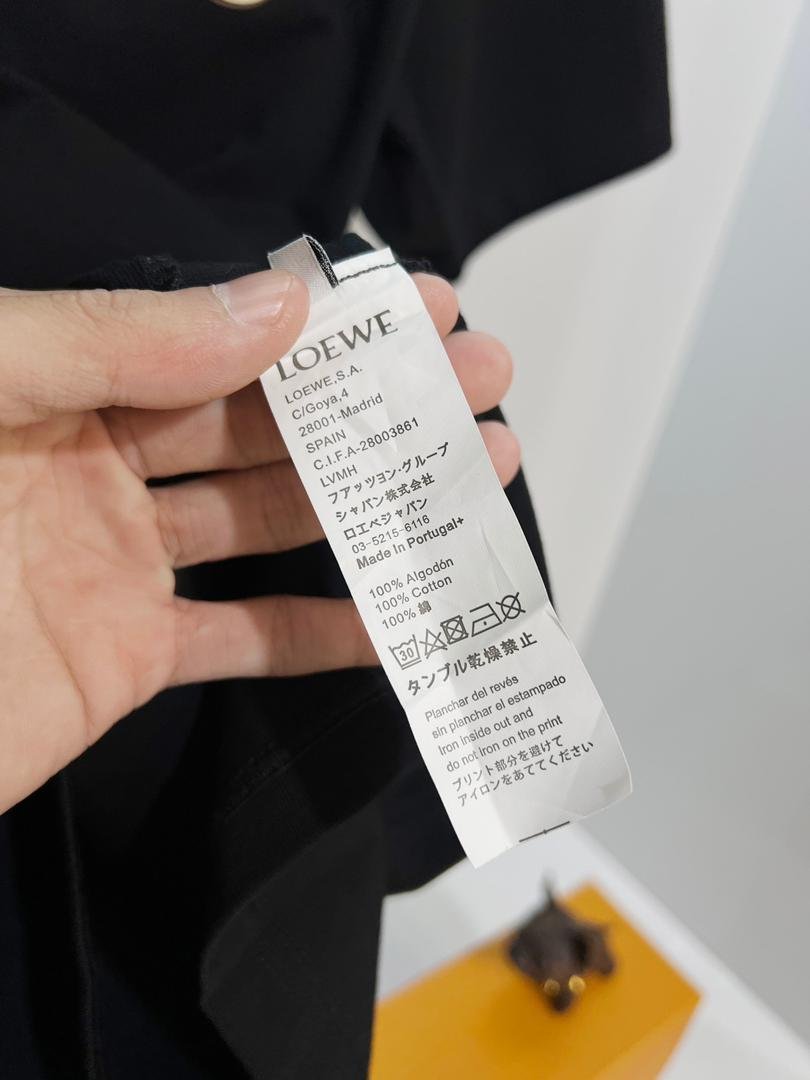 LOEWE
LOEWE,S.A.
C/Goya,4
28001-Madrid
SPAIN
C.I.F.A-28003861
LVMH
フアッツョン·グループ
シャパン株式会社
ロエベジャパン
03-5215-6116
Made In Portugal+
100% Algodón
100% Cotton
100% 綿
30
タンブル乾燥禁止
Planchar del revés
sin planchar el estampado
Iron inside out and
do not iron on the print
プリント部分を避けて
アイロンをあててください